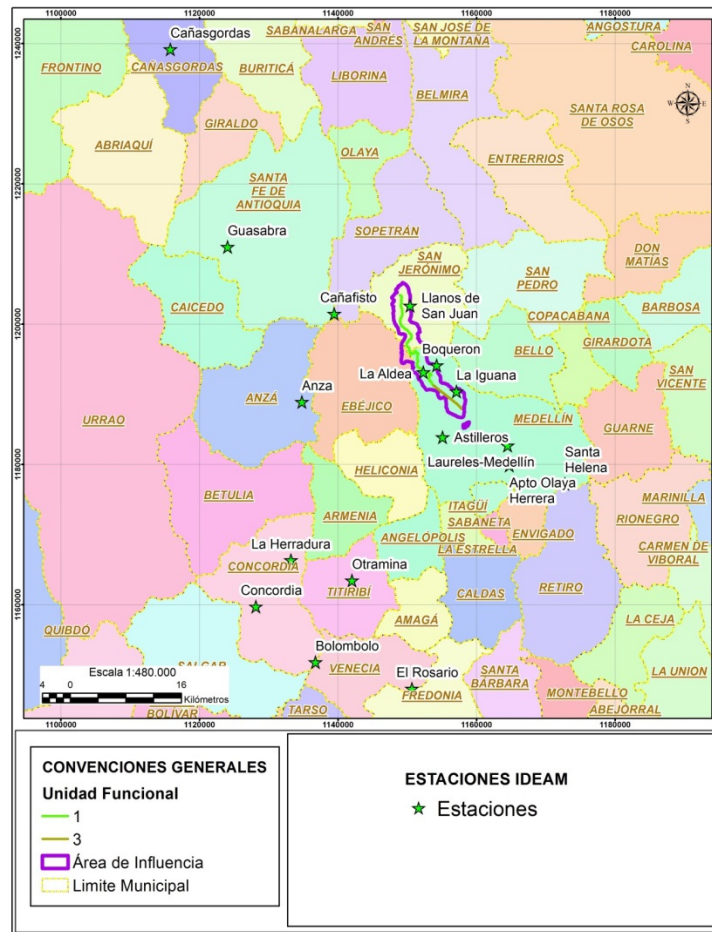 Cañasgordas
SABANALARGA
SAN
ANDRÉS
SAN JOSÉ DE
LA MONTAÑA
ANGOSTURA
CAROLINA
FRONTINO
CAÑASGORDAS
BURITICÁ
LIBORINA
BELMIRA
SANTA ROSA
DE OSOS
GIRALDO
ABRIAQUÍ
OLAYA
ENTRERRIOS
SANTA
FE DE
ANTIOQUIA
Guasabra
SOPETRÁN
SAN
JERÓNIMO
SAN
PEDRO
DON
MATÍAS
CAICEDO
Cañafisto
Llanos de
San Juan
COPACABANA
BARBOSA
Boqueron
BELLO
GIRARDOTA
La Aldea
La Iguana
SAN
VICENTE
Anza
ANZÁ
EBÉJICO
URRAO
MEDELLÍN
GUARNE
Astilleros
HELICONIA
Laureles-Medellín
Santa
Helena
Apto Olaya
Herrera
BETULIA
ARMENIA
ITAGÜÍ
SABANETA
MARINILLA
RIONEGRO
ANGELÓPOLIS
LA ESTRELLA
ENVIGADO
CARMEN DE
VIBORAL
La Herradura
CONCORDIA
Otramina
TITIRIBÍ
CALDAS
RETIRO
Concordia
AMAGÁ
LA CEJA
QUIBDÓ
Bolombolo
SALGAR
VENECIA
El Rosario
FREDONIA
SANTA
BÁRBARA
LA UNION
MONTEBELLO
ABEJORRAL
BOLÍVAR
TARSO
N
W
E
S
Escala 1:480.000
4 0 16
Kilómetros
1240000
1220000
1200000
1180000
1160000
1240000
1220000
1200000
1180000
1160000
1100000 1120000 1140000 1160000 1180000
CONVENCIONES GENERALES
Unidad Funcional
1
3
Área de Influencia
Limite Municipal
ESTACIONES IDEAM
Estaciones